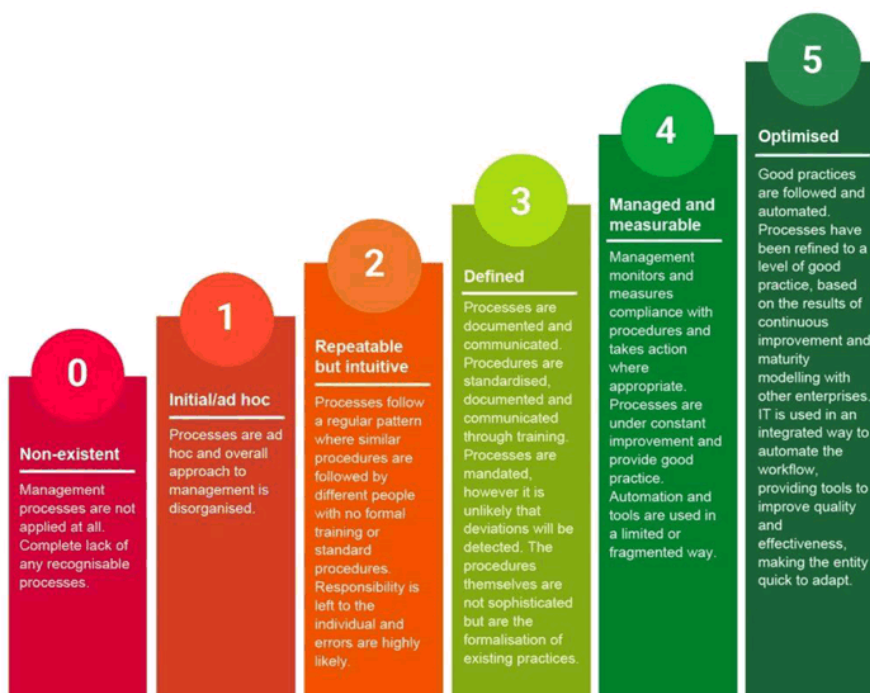 0
Non-existent
Management
processes are not
applied at all.
Complete lack of
any recognisable
processes.
1
Initial/ad hoc
Processes are ad
hoc and overall
approach to
management is
disorganised.
2
Repeatable
but intuitive
Processes follow
a regular pattern
where similar
procedures are
followed by
different people
with no formal
training or
standard
procedures.
Responsibility is
left to the
individual and
errors are highly
likely.
3
Defined
Processes are
documented and
communicated.
Procedures are
standardised,
documented and
communicated
through training.
Processes are
mandated,
however it is
unlikely that
deviations will be
detected. The
procedures
themselves are
not sophisticated
but are the
formalisation of
existing practices.
4
Managed and
measurable
Management
monitors and
measures
compliance with
procedures and
takes action
where
appropriate.
Processes are
under constant
improvement and
provide good
practice.
Automation and
tools are used in
a limited or
fragmented way.
5
Optimised
Good practices
are followed and
automated.
Processes have
been refined to a
level of good
practice, based
on the results of
continuous
improvement and
maturity
modelling with
other enterprises.
IT is used in an
integrated way to
automate the
workflow,
providing tools to
improve quality
and
effectiveness,
making the entity
quick to adapt.